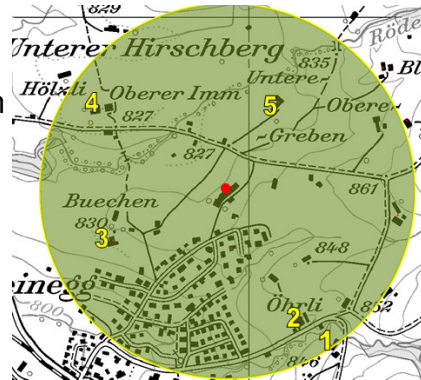 829
Unterer Hirschberg
835
Röde
Hölzli
4
Oberer Imm
827
Untere-
5
Bl
Obere-
n
-Greben
827
861
Buechen
830
3
848
einegg
800
Öhrli
2
852
1
846